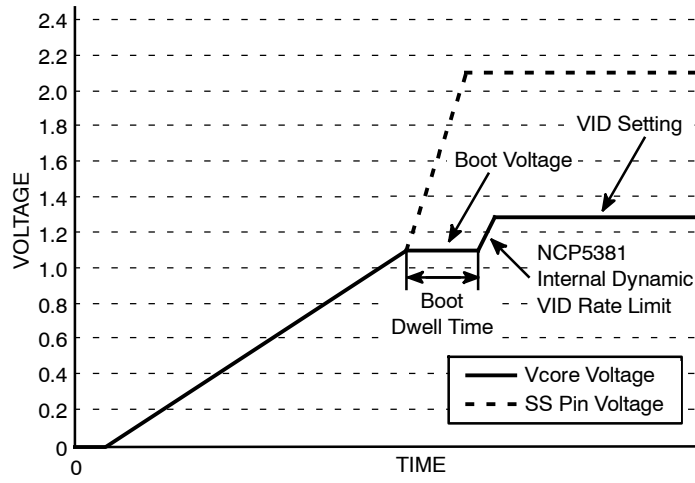 2.4
2.2
2.0
1.8
1.6
1.4
1.2
1.0
0.8
0.6
0.4
0.2
0
VOLTAGE
0
TIME
VID Setting
Boot Voltage
NCP5381
Internal Dynamic
VID Rate Limit
Boot
Dwell Time
Vcore Voltage
SS Pin Voltage